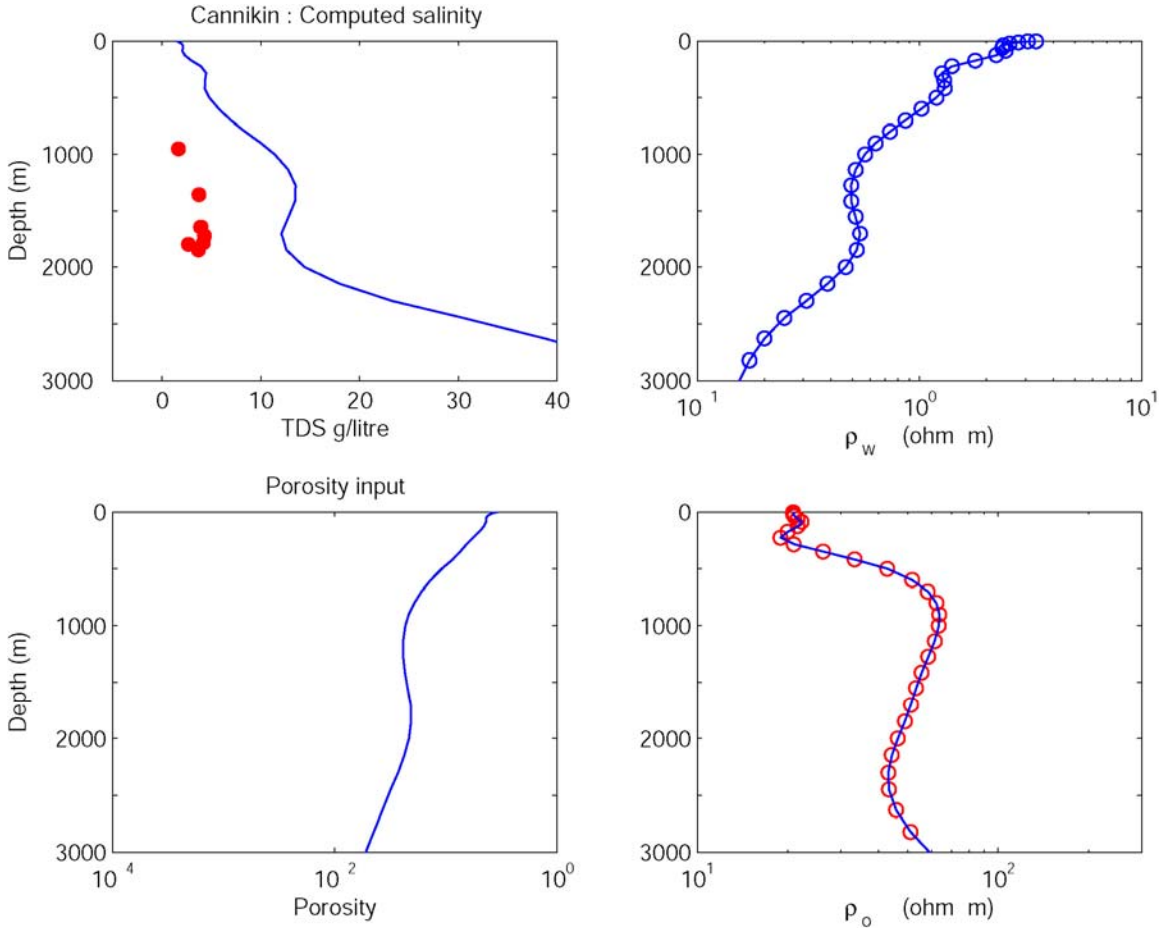 Cannikin : Computed salinity
0
1000
2000
3000
Depth (m)
0 10 20 30 40
TDS g/litre
0
1000
2000
3000
10 1 10 0 10 1
ρ w (ohm m)
Porosity input
0
1000
2000
3000
Depth (m)
10 4 10 2 10 0
Porosity
0
1000
2000
3000
10 1 10 2
ρ o (ohm m)